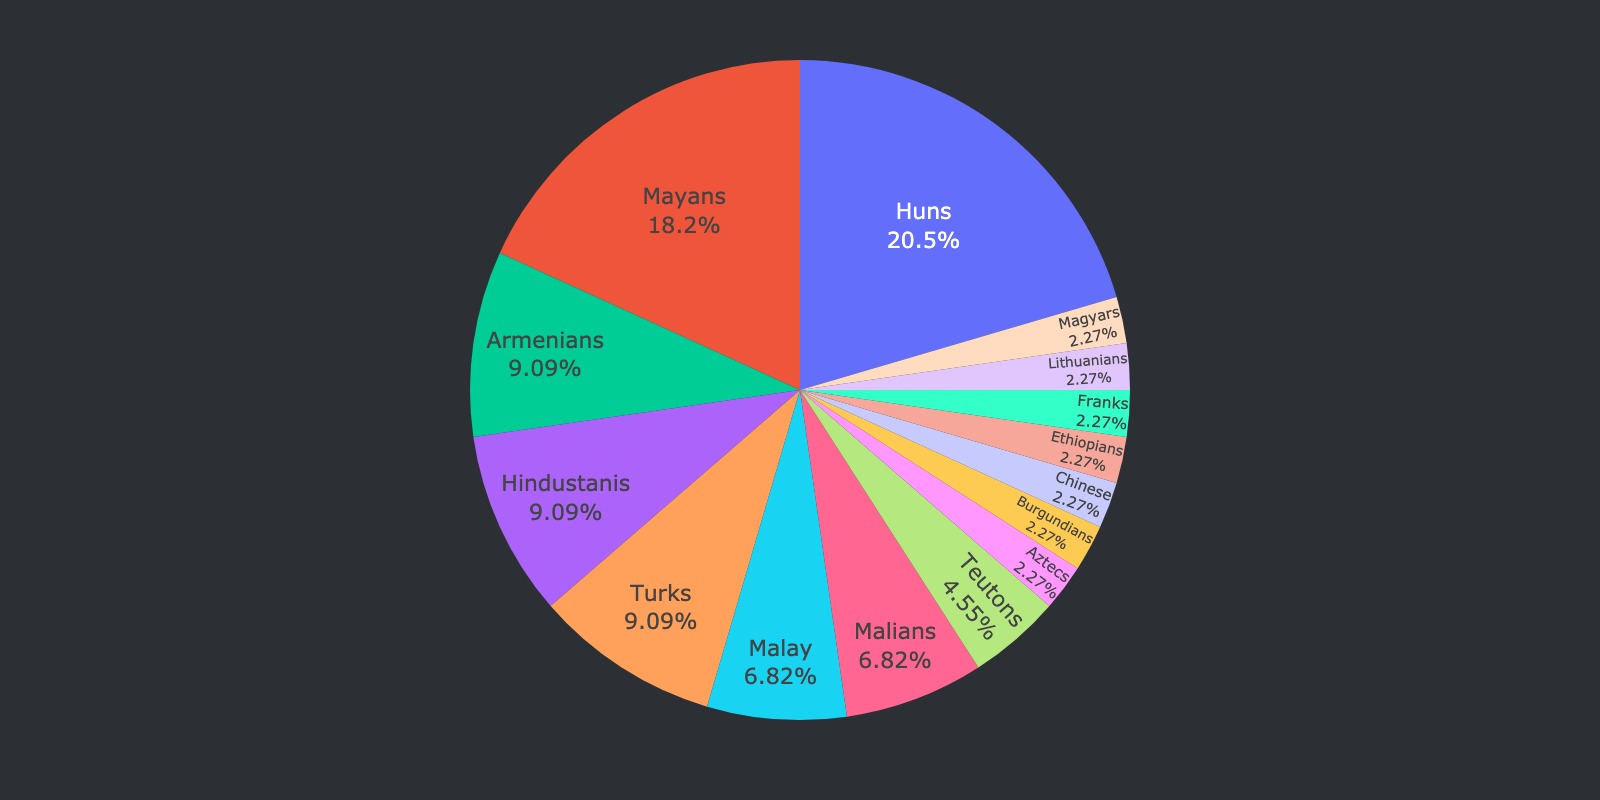 Huns
20.5%
Mayans
18.2%
Armenians
9.09%
Hindustanis
9.09%
Turks
9.09%
Malay
6.82%
Malians
6.82%
Teutons
4.55%
Aztecs
2.27%
Burgundians
2.27%
Chinese
2.27%
Ethiopians
2.27%
Franks
2.27%
Lithuanians
2.27%
Magyars
2.27%